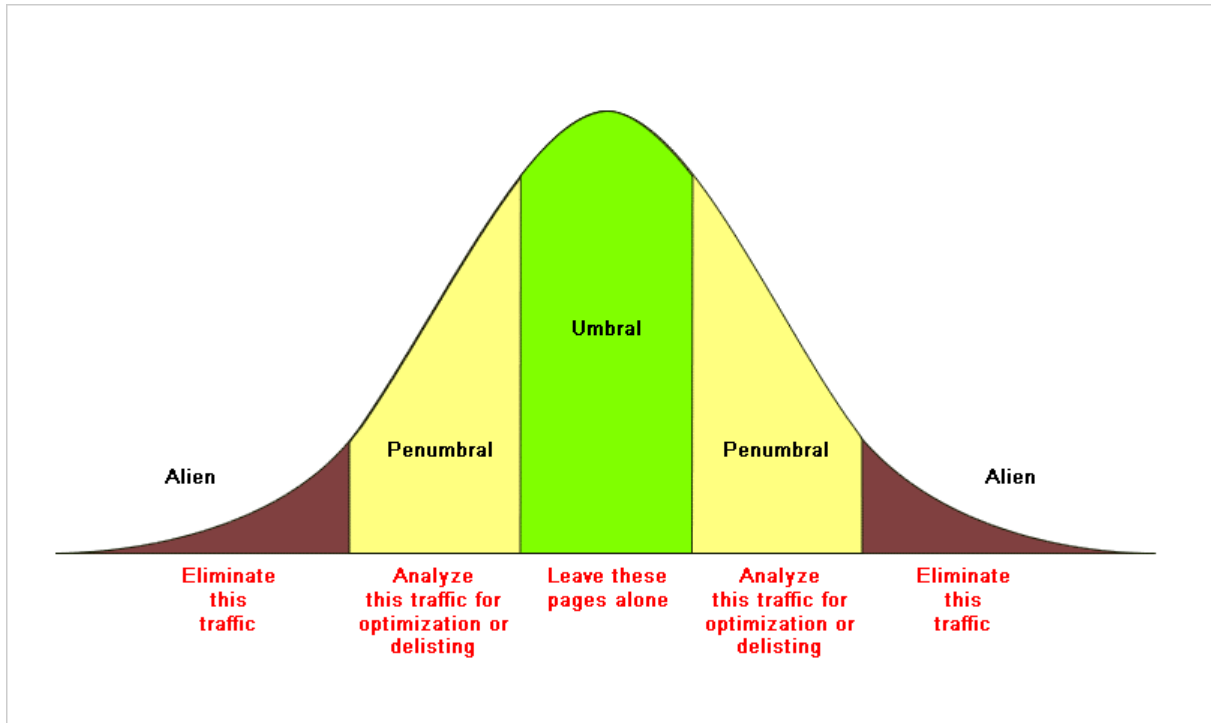 Umbral
Penumbral
Penumbral
Alien
Alien
Eliminate
this
traffic
Analyze
this traffic for
optimization or
delisting
Leave these
pages alone
Analyze
this traffic for
optimization or
delisting
Eliminate
this
traffic